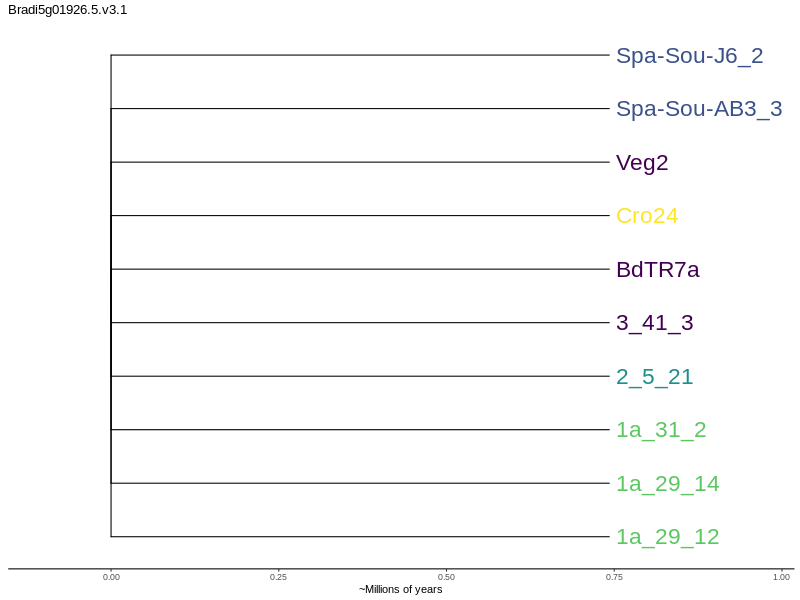 Bradi5g01926.5.v3.1
Spa-Sou-J6_2
Spa-Sou-AB3_3
Veg2
Cro24
BdTR7a
3_41_3
2_5_21
1a_31_2
1a_29_14
1a_29_12
0.00 0.25 0.50 0.75 1.00
~Millions of years